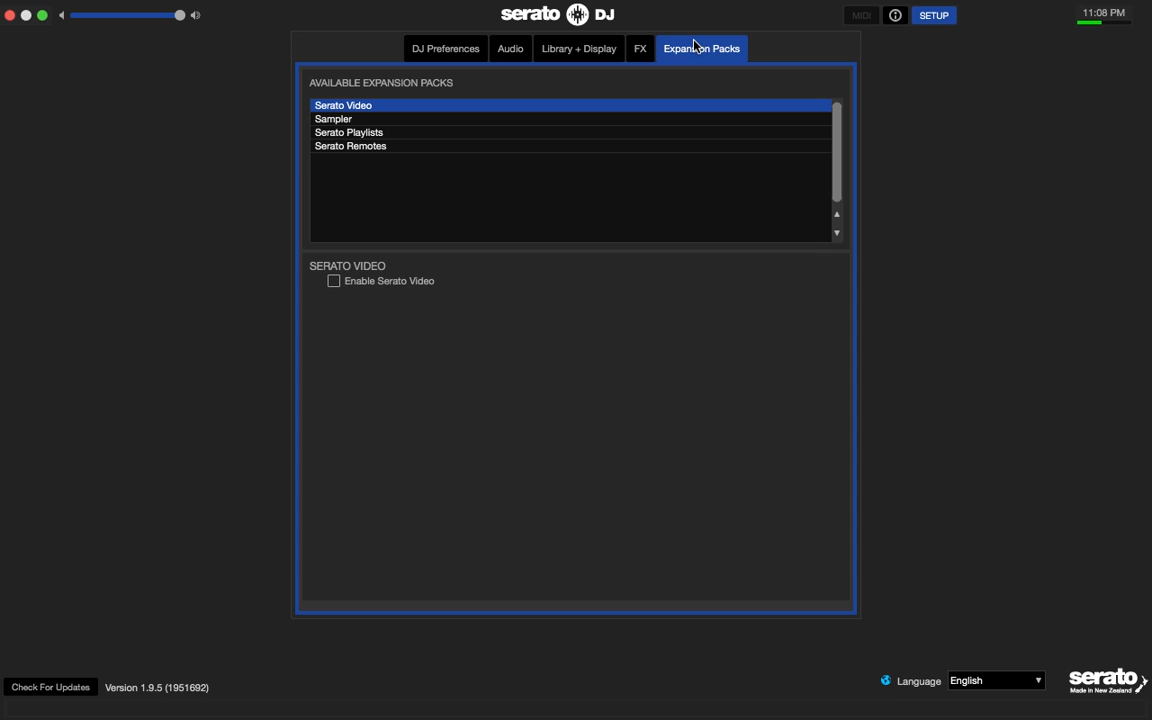 serato DJ
MIDI
SETUP
11:08 PM
DJ Preferences
Audio
Library + Display
FX
Expansion Packs
AVAILABLE EXPANSION PACKS
Serato Video
Sampler
Serato Playlists
Serato Remotes
SERATO VIDEO
Enable Serato Video
Check For Updates
Version 1.9.5 (1951692)
Language
English
serato
Made in New Zealand